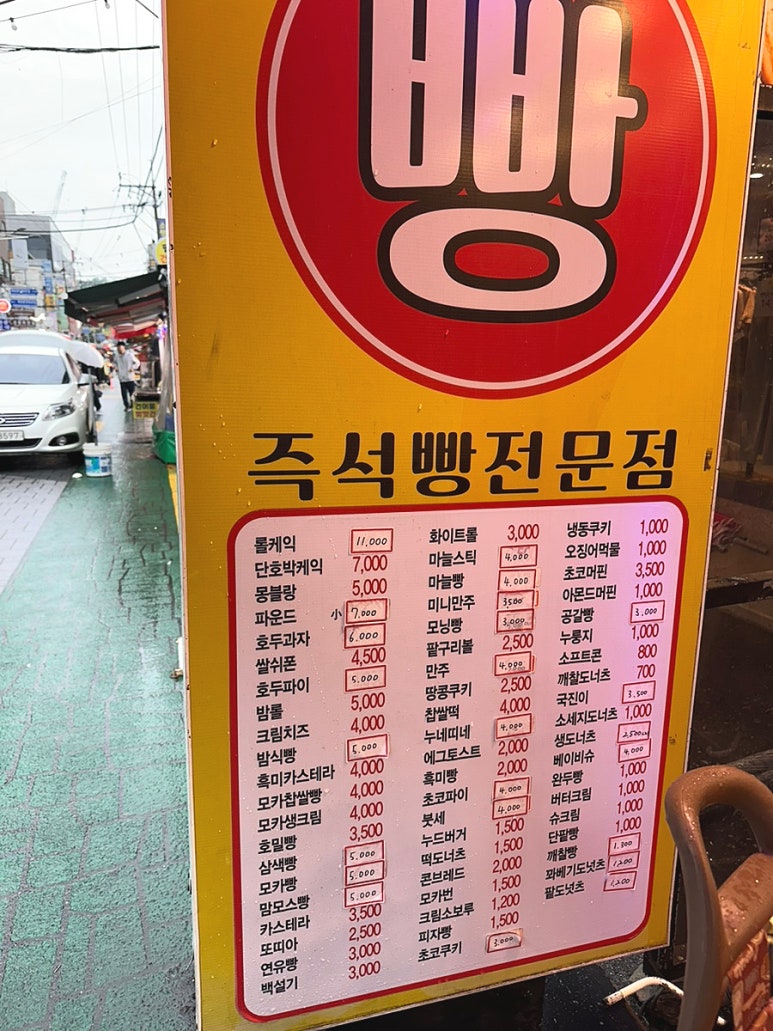 빵
즉석빵전문점
롤케익 11,000
단호박케익 7,000
몽블랑 5,000
파운드 小 7,000
호두과자 6,000
쌀쉬폰 4,500
호두파이 5,000
밤롤 5,000
크림치즈 4,000
밤식빵 5,000
흑미카스테라 4,000
모카찹쌀빵 4,000
모카생크림 4,000
호밀빵 3,500
삼색빵 5,000
모카빵 5,000
맘모스빵 5,000
카스테라 3,500
또띠아 2,500
연유빵 3,000
백설기 3,000
화이트롤 3,000
마늘스틱 4,000
마늘빵 4,000
미니만주 3,500
모닝빵 3,000
팥구리볼 2,500
만주 4,000
땅콩쿠키 2,500
찹쌀떡 4,000
누네띠네 4,000
에그토스트 2,000
흑미빵 2,000
초코파이 4,000
붓세 4,000
누드버거 1,500
떡도너츠 1,500
콘브레드 2,000
모카번 1,500
크림소보루 1,200
피자빵 1,500
초코쿠키 3,000
냉동쿠키 1,000
오징어먹물 1,000
초코머핀 3,500
아몬드머핀 1,000
공갈빵 3,000
누룽지 1,000
소프트콘 800
깨찰도너츠 700
국진이 3,500
소세지도너츠 1,000
생도너츠 2,500
베이비슈 4,000
완두빵 1,000
버터크림 1,000
슈크림 1,000
단팥빵 1,000
깨찰빵 1,300
꽈베기도넛츠 1,200
팥도넛츠 1,200